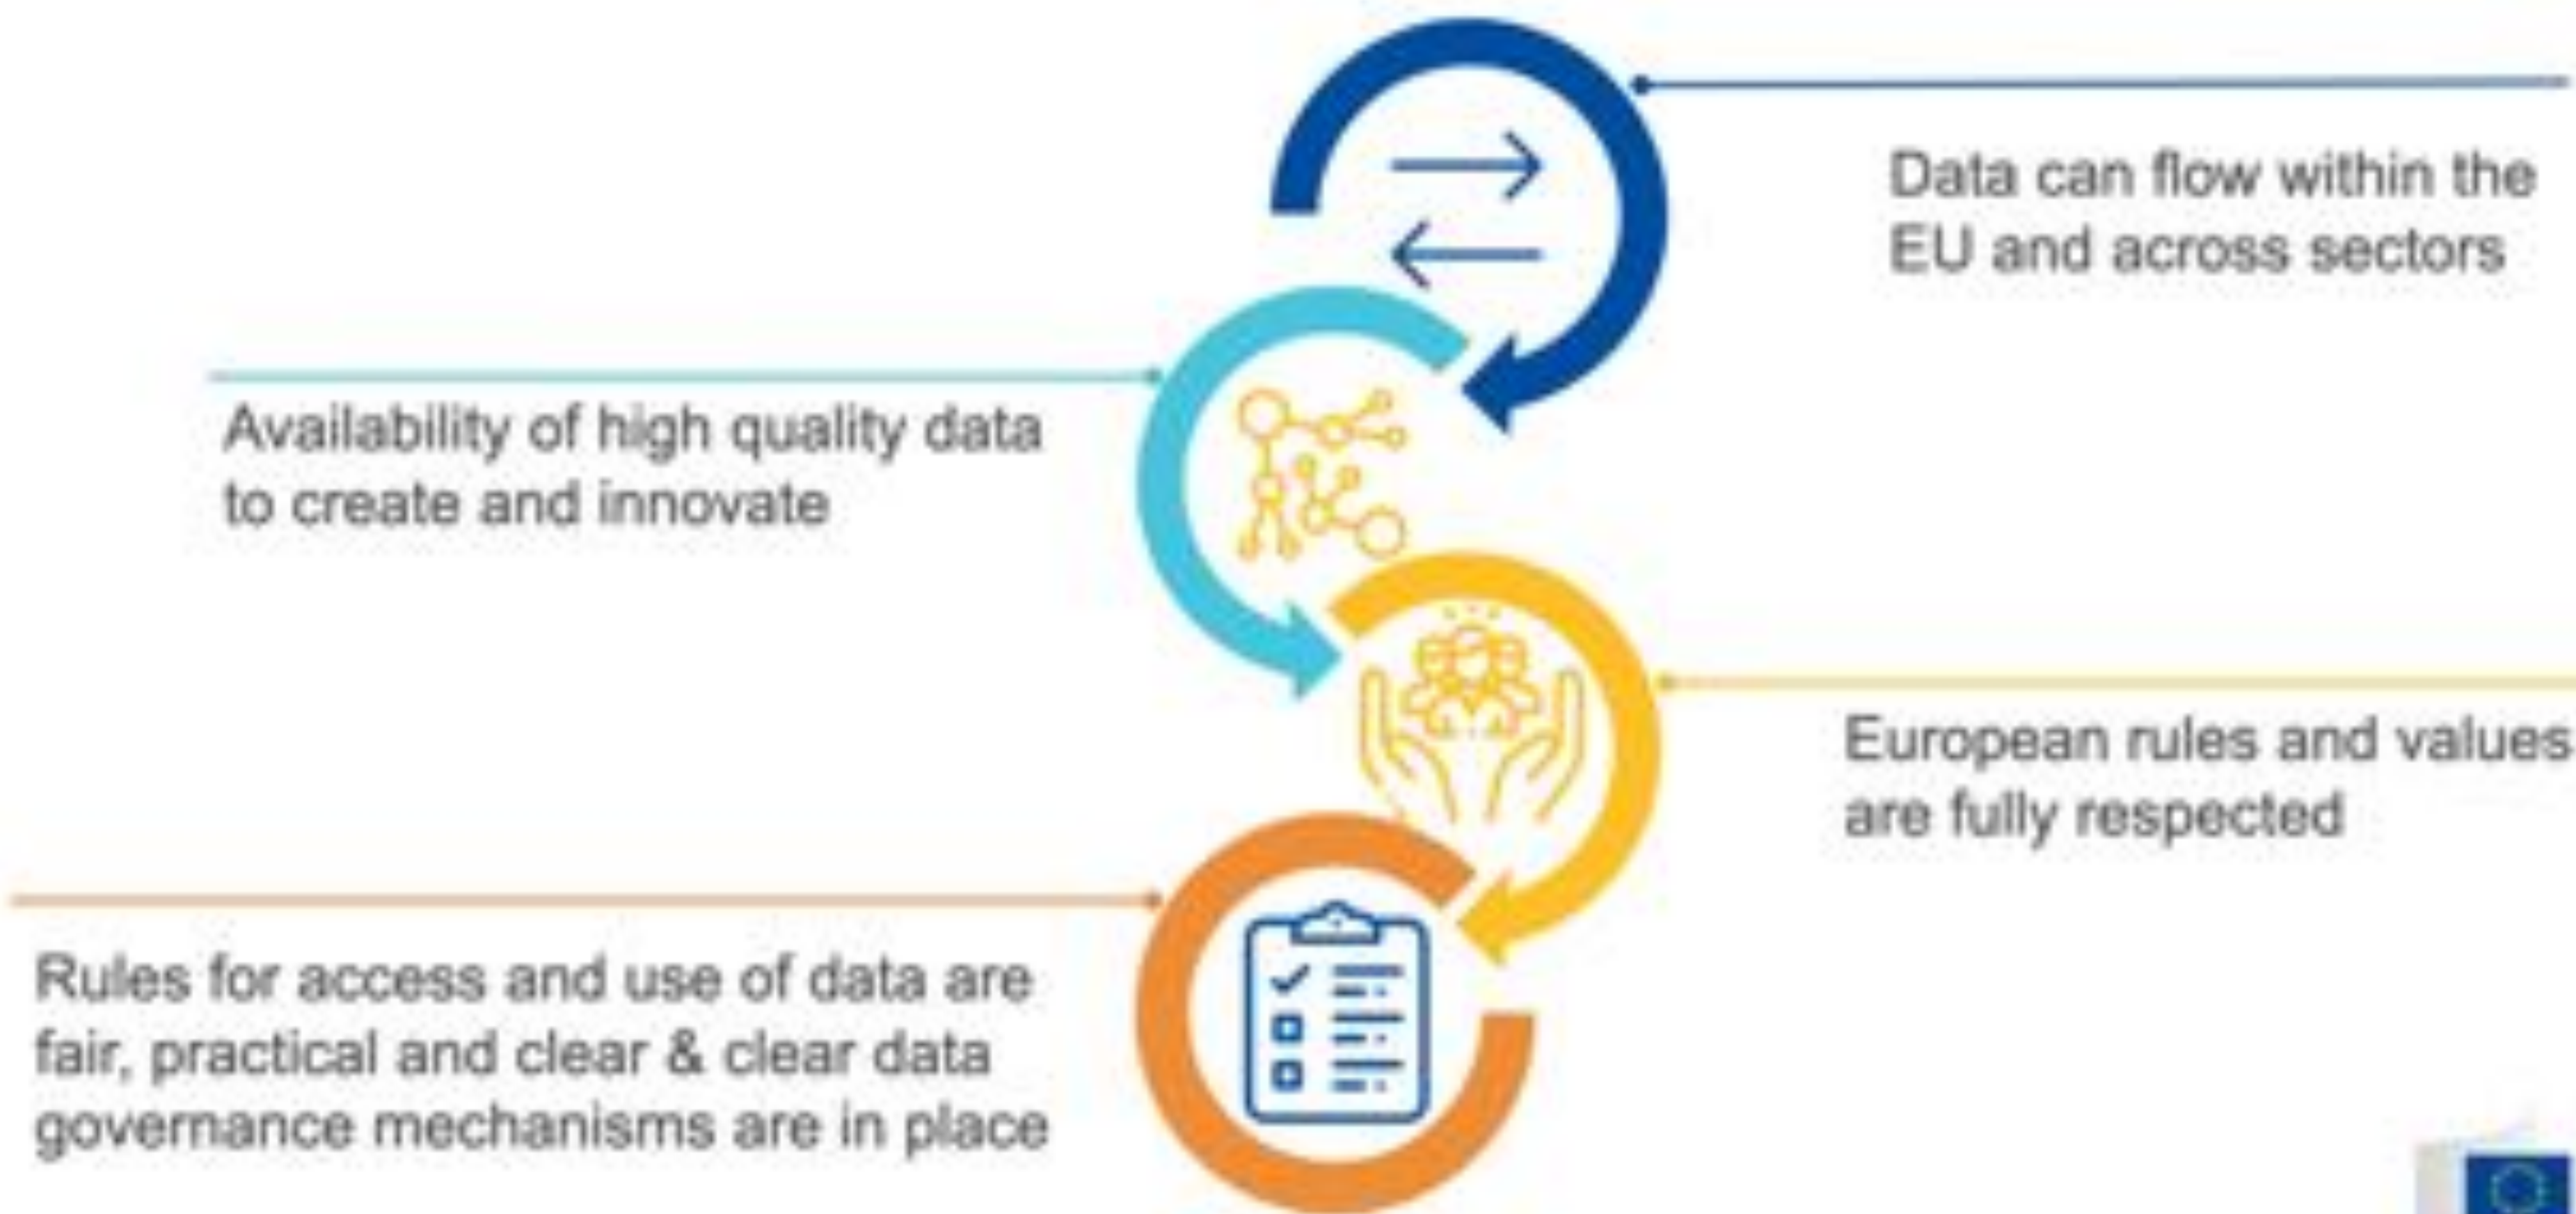 Data can flow within the
EU and across sectors
Availability of high quality data
to create and innovate
European rules and values
are fully respected
Rules for access and use of data are
fair, practical and clear & clear data
governance mechanisms are in place